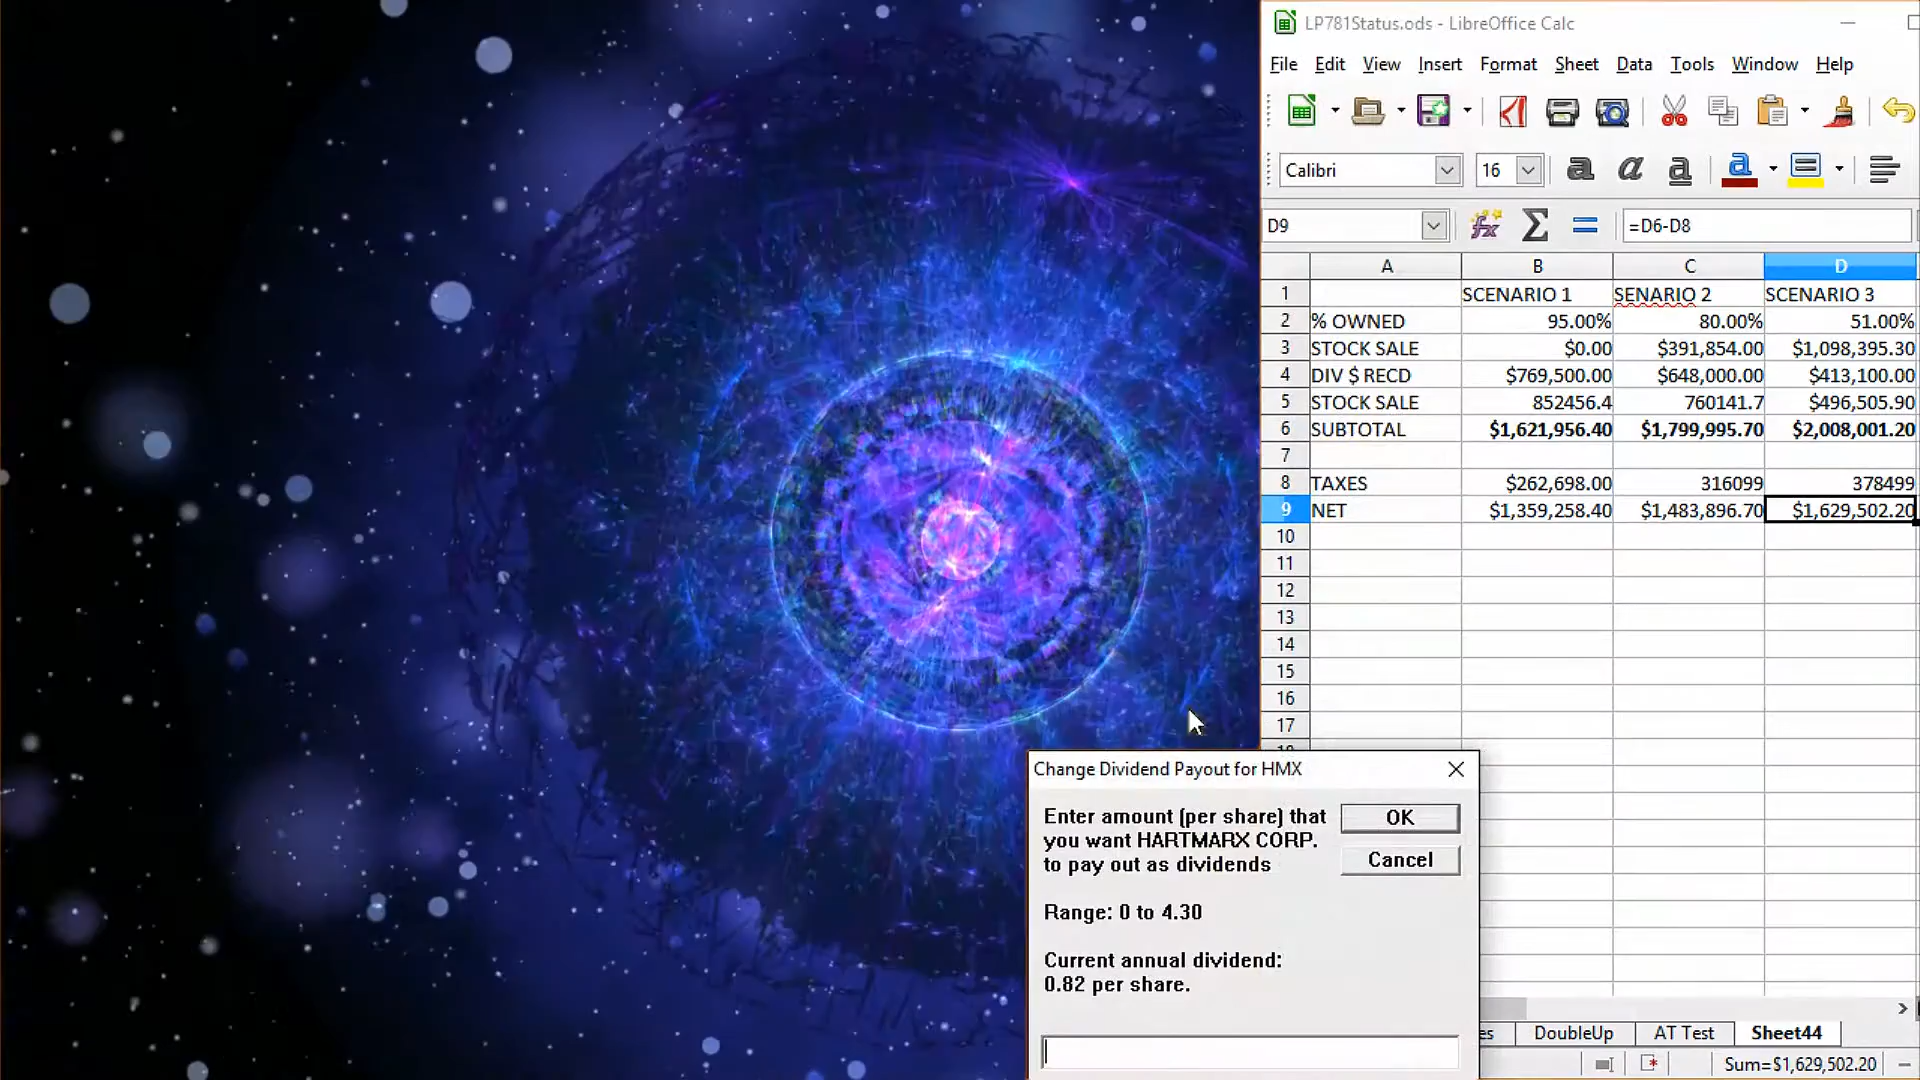 LP781Status.ods - LibreOffice Calc
File Edit View Insert Format Sheet Data Tools Window Help
Calibri 16 a a a a
D9 fx Σ = =D6-D8
A B C D
1 SCENARIO 1 SENARIO 2 SCENARIO 3
2 % OWNED 95.00% 80.00% 51.00%
3 STOCK SALE $0.00 $391,854.00 $1,098,395.30
4 DIV $ RECD $769,500.00 $648,000.00 $413,100.00
5 STOCK SALE 852456.4 760141.7 $496,505.90
6 SUBTOTAL $1,621,956.40 $1,799,995.70 $2,008,001.20
7
8 TAXES $262,698.00 316099 378499
9 NET $1,359,258.40 $1,483,896.70 $1,629,502.20
10
11
12
13
14
15
16
17
Change Dividend Payout for HMX
Enter amount (per share) that
you want HARTMARX CORP.
to pay out as dividends
OK
Cancel
Range: 0 to 4.30
Current annual dividend:
0.82 per share.
DoubleUp AT Test Sheet44
Sum=$1,629,502.20